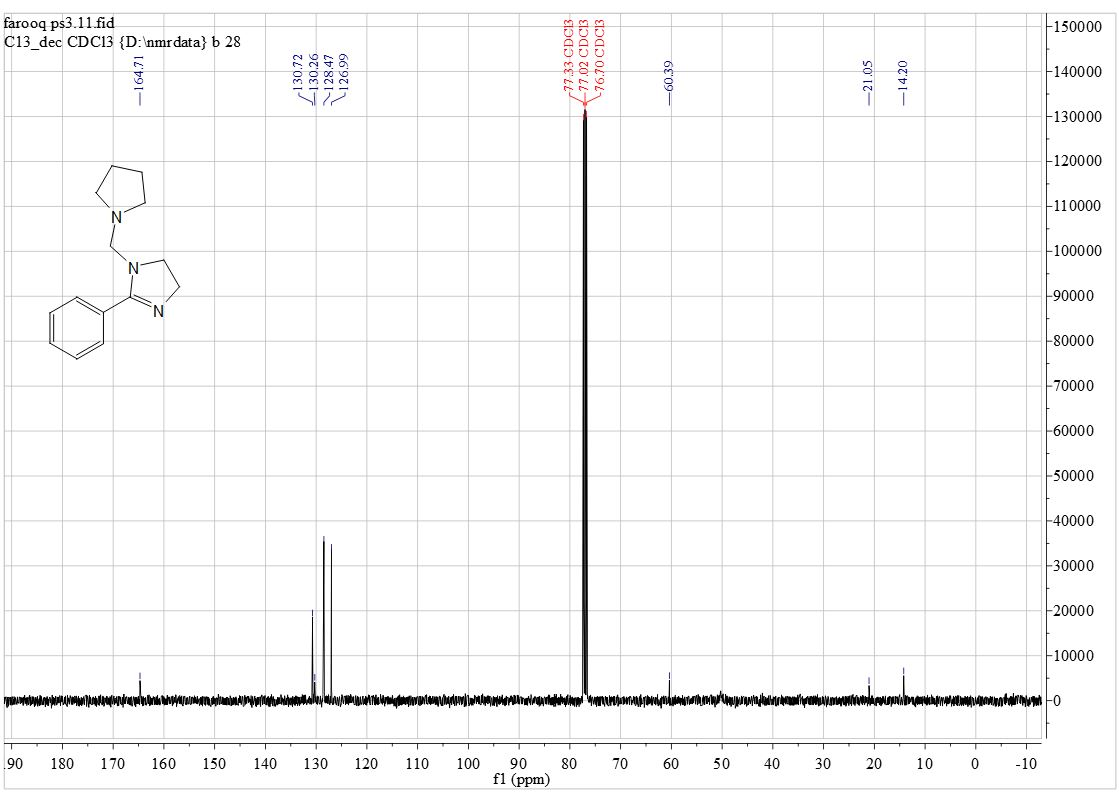 farooq ps3.11.fid
C13_dec CDCl3 {D:\nmrdata} b 28
164.71
130.72
130.26
128.47
126.99
77.33 CDCl3
77.02 CDCl3
76.70 CDCl3
60.39
21.05
14.20
N
N
N
150000
140000
130000
120000
110000
100000
90000
80000
70000
60000
50000
40000
30000
20000
10000
0
190 180 170 160 150 140 130 120 110 100 90 80 70 60 50 40 30 20 10 0 -10
f1 (ppm)